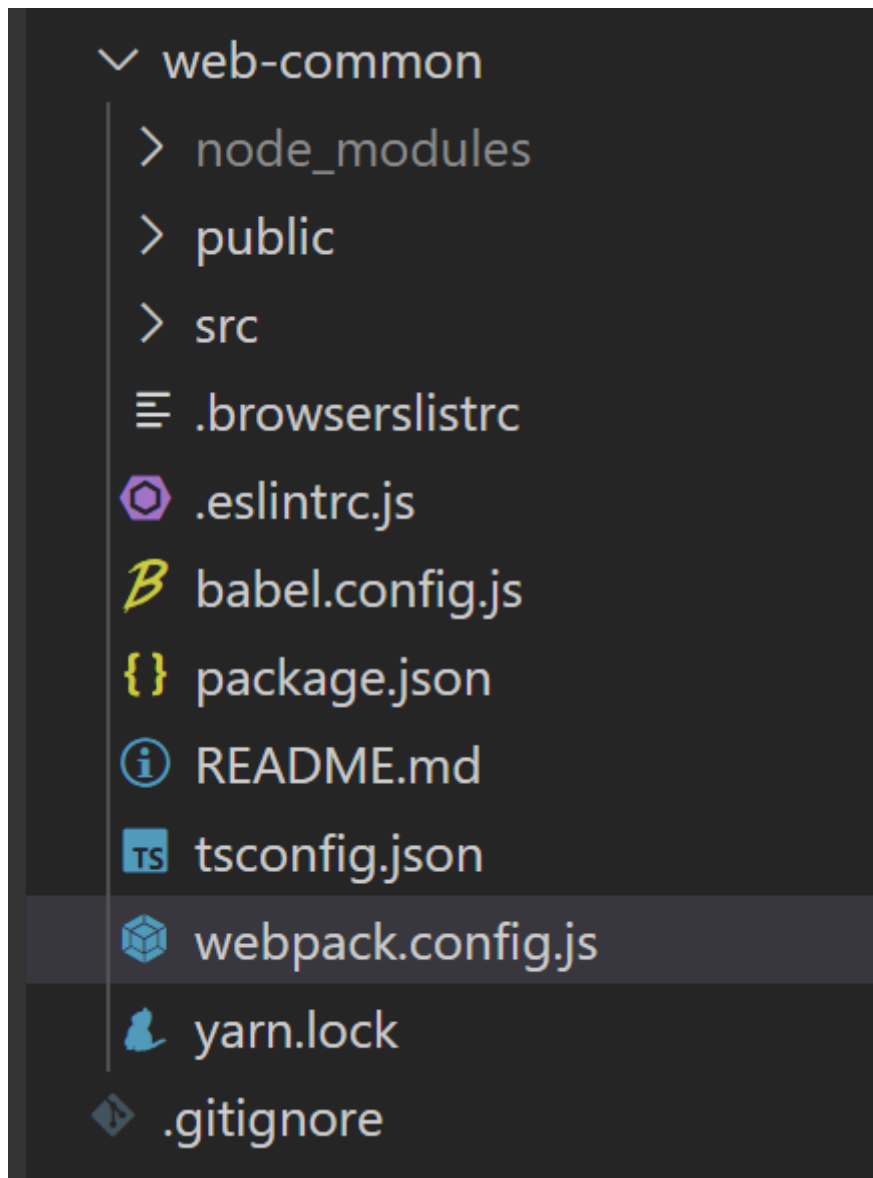 web-common
node_modules
public
src
.browserslistrc
.eslintrc.js
babel.config.js
package.json
README.md
TS tsconfig.json
webpack.config.js
yarn.lock
.gitignore